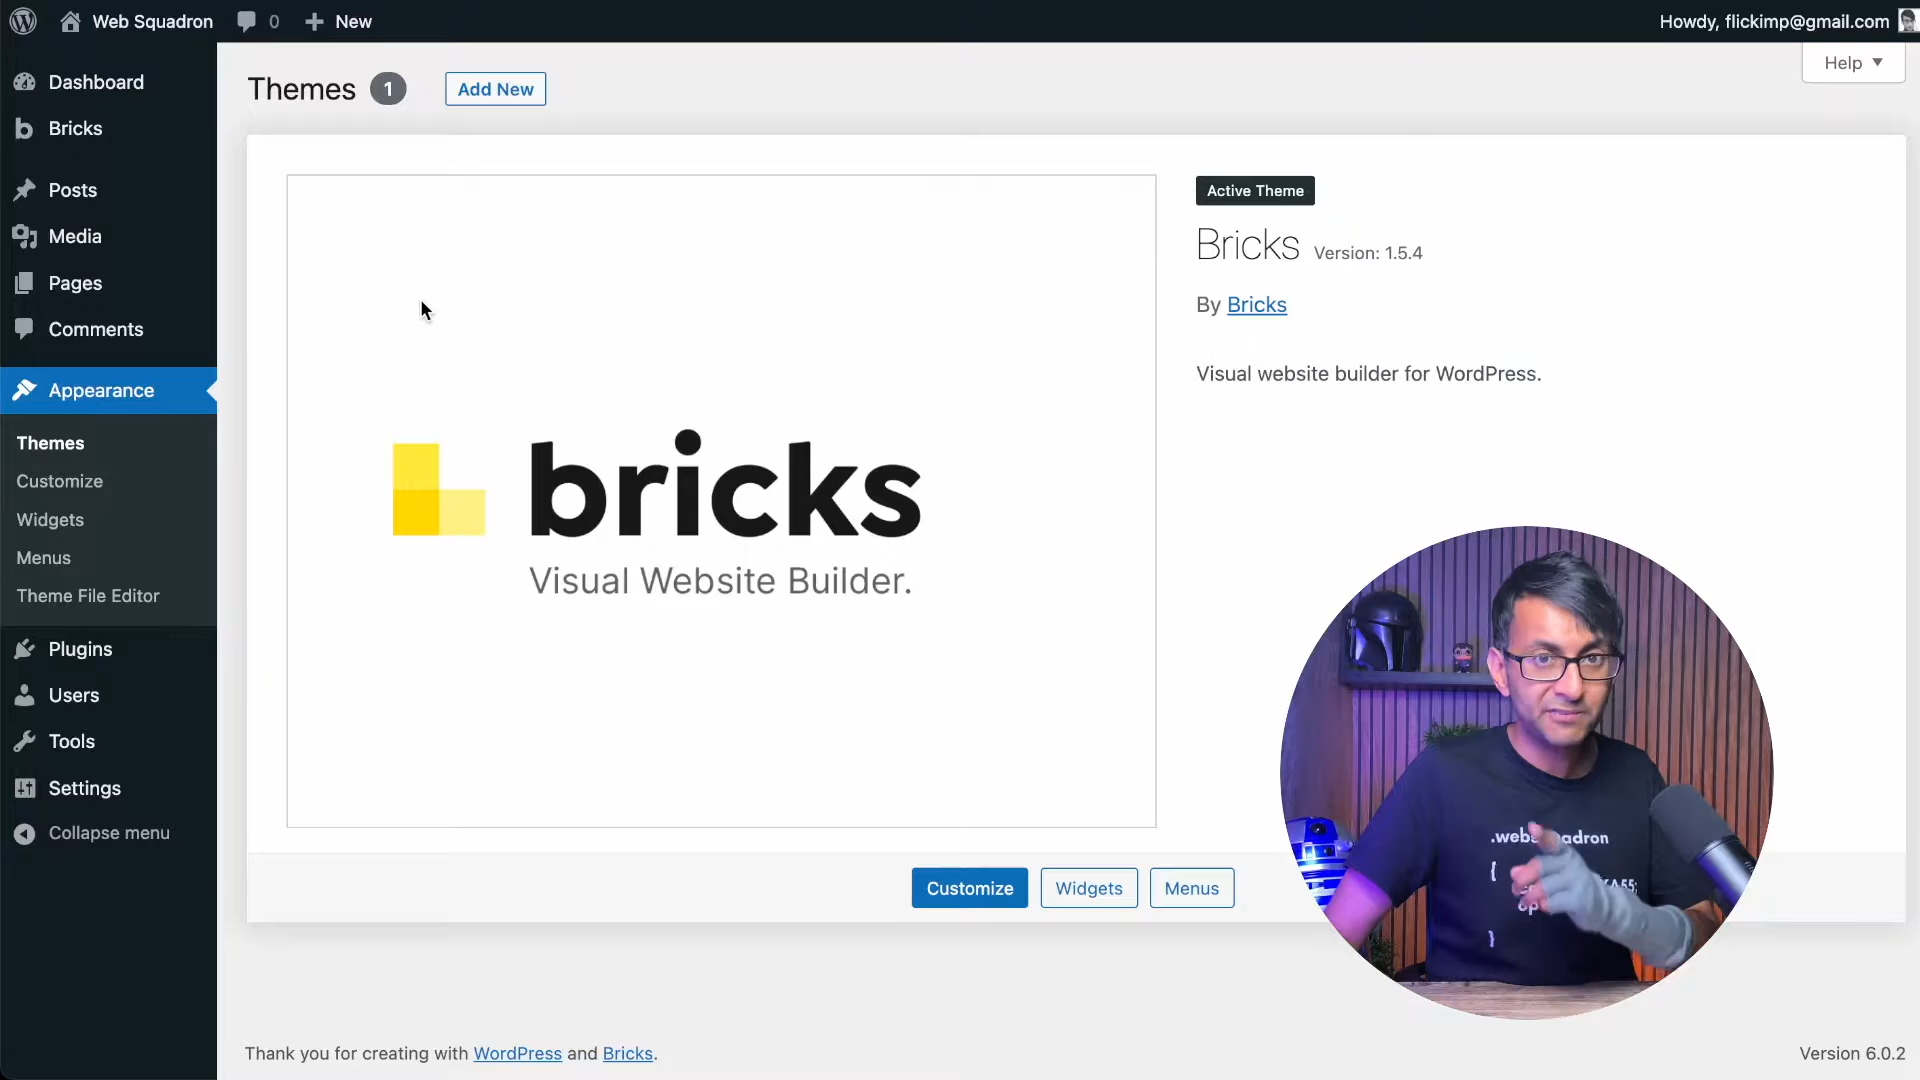 Web Squadron
0
New
Howdy, flickimp@gmail.com
Help
Dashboard
Bricks
Posts
Media
Pages
Comments
Appearance
Themes
Customize
Widgets
Menus
Theme File Editor
Plugins
Users
Tools
Settings
Collapse menu
Themes 1
Add New
bricks
Visual Website Builder.
Active Theme
Bricks Version: 1.5.4
By Bricks
Visual website builder for WordPress.
Customize
Widgets
Menus
{
}
Thank you for creating with WordPress and Bricks.
Version 6.0.2